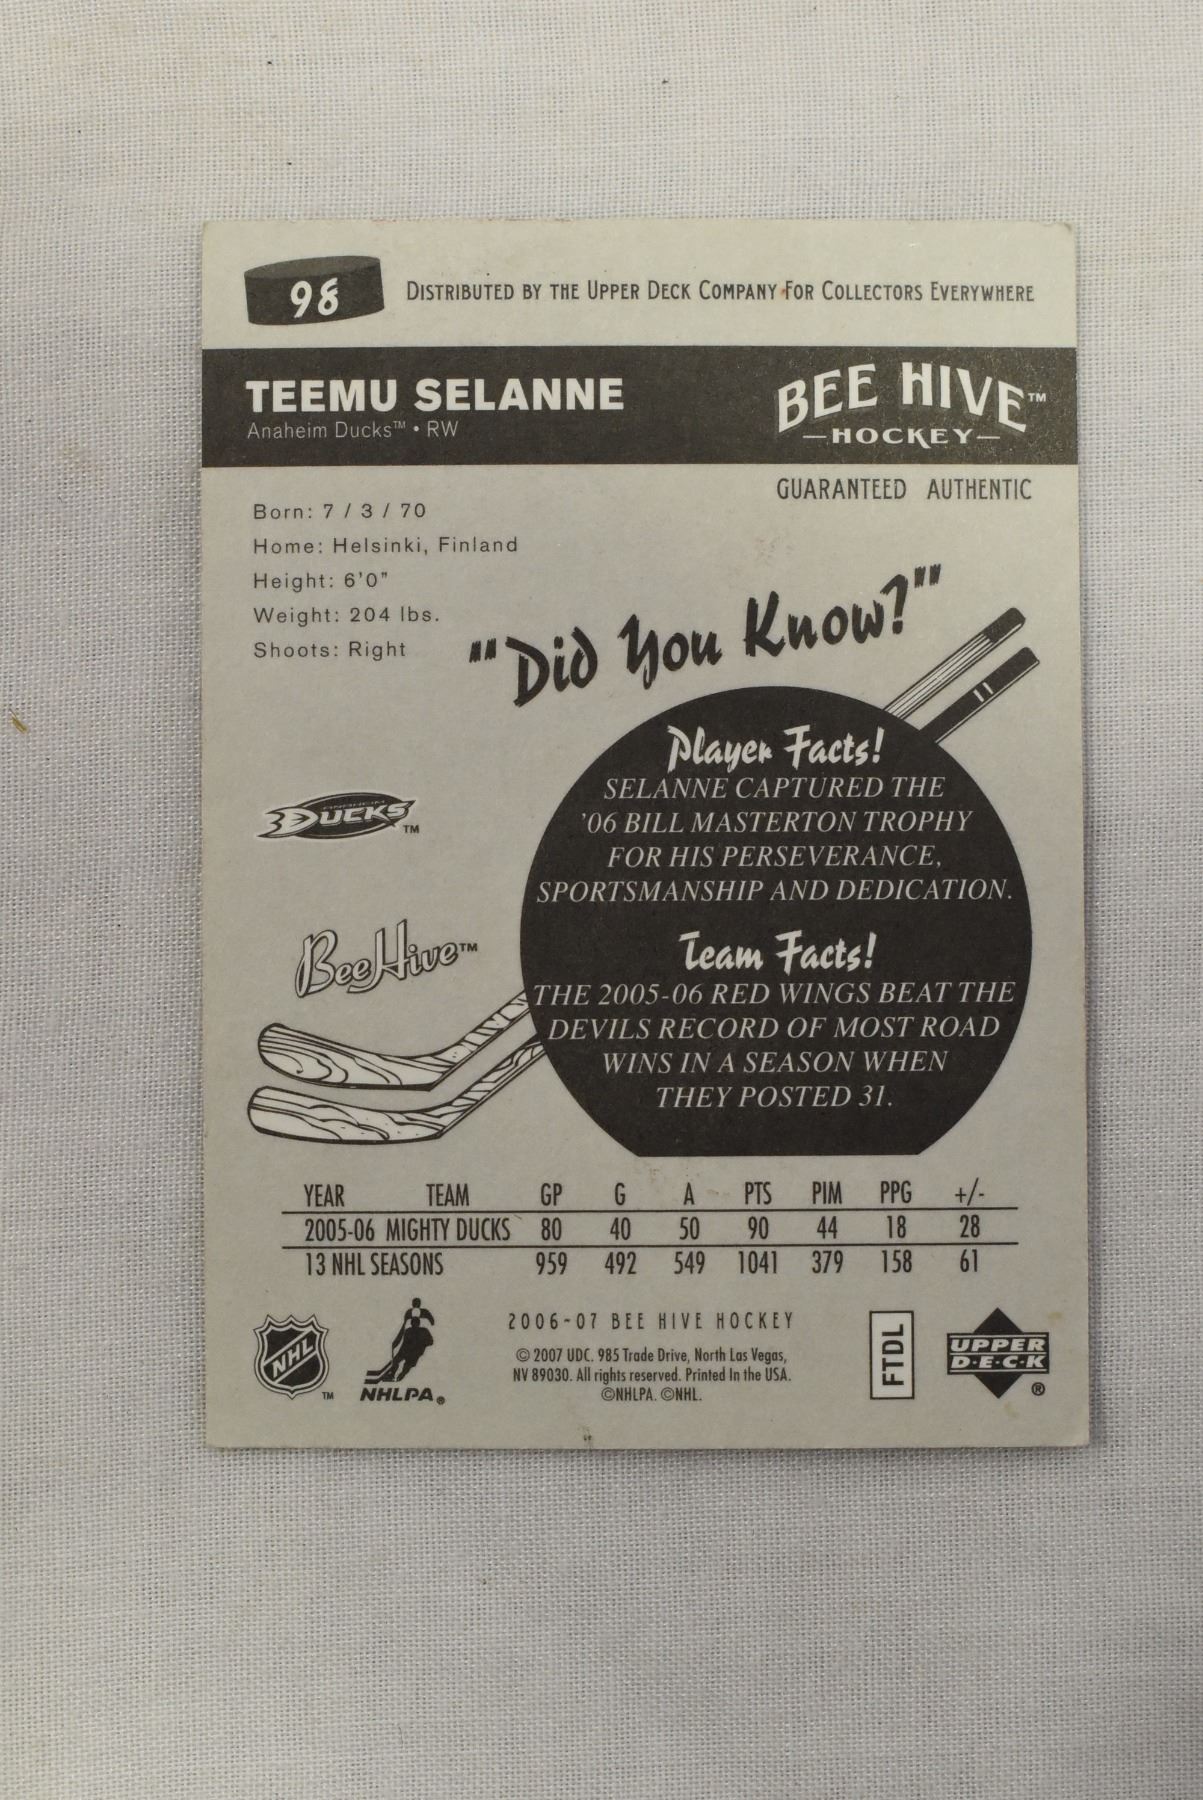 98
DISTRIBUTED BY THE UPPER DECK COMPANY FOR COLLECTORS EVERYWHERE
TEEMU SELANNE
Anaheim Ducks™ • RW
BEE HIVE™
—HOCKEY—
GUARANTEED AUTHENTIC
Born: 7 / 3 / 70
Home: Helsinki, Finland
Height: 6'0"
Weight: 204 lbs.
Shoots: Right
"Did You Know?"
Player Facts!
SELANNE CAPTURED THE
'06 BILL MASTERTON TROPHY
FOR HIS PERSEVERANCE,
SPORTSMANSHIP AND DEDICATION.
ANAHEIM
DUCKS™
BeeHive™
Team Facts!
THE 2005-06 RED WINGS BEAT THE
DEVILS RECORD OF MOST ROAD
WINS IN A SEASON WHEN
THEY POSTED 31.
YEAR TEAM GP G A PTS PIM PPG +/-
2005-06 MIGHTY DUCKS 80 40 50 90 44 18 28
13 NHL SEASONS 959 492 549 1041 379 158 61
NHL™
NHLPA®
2006-07 BEE HIVE HOCKEY
© 2007 UDC. 985 Trade Drive, North Las Vegas,
NV 89030. All rights reserved. Printed In the USA.
©NHLPA. ©NHL.
FTDL
UPPER
D·E·C·K®